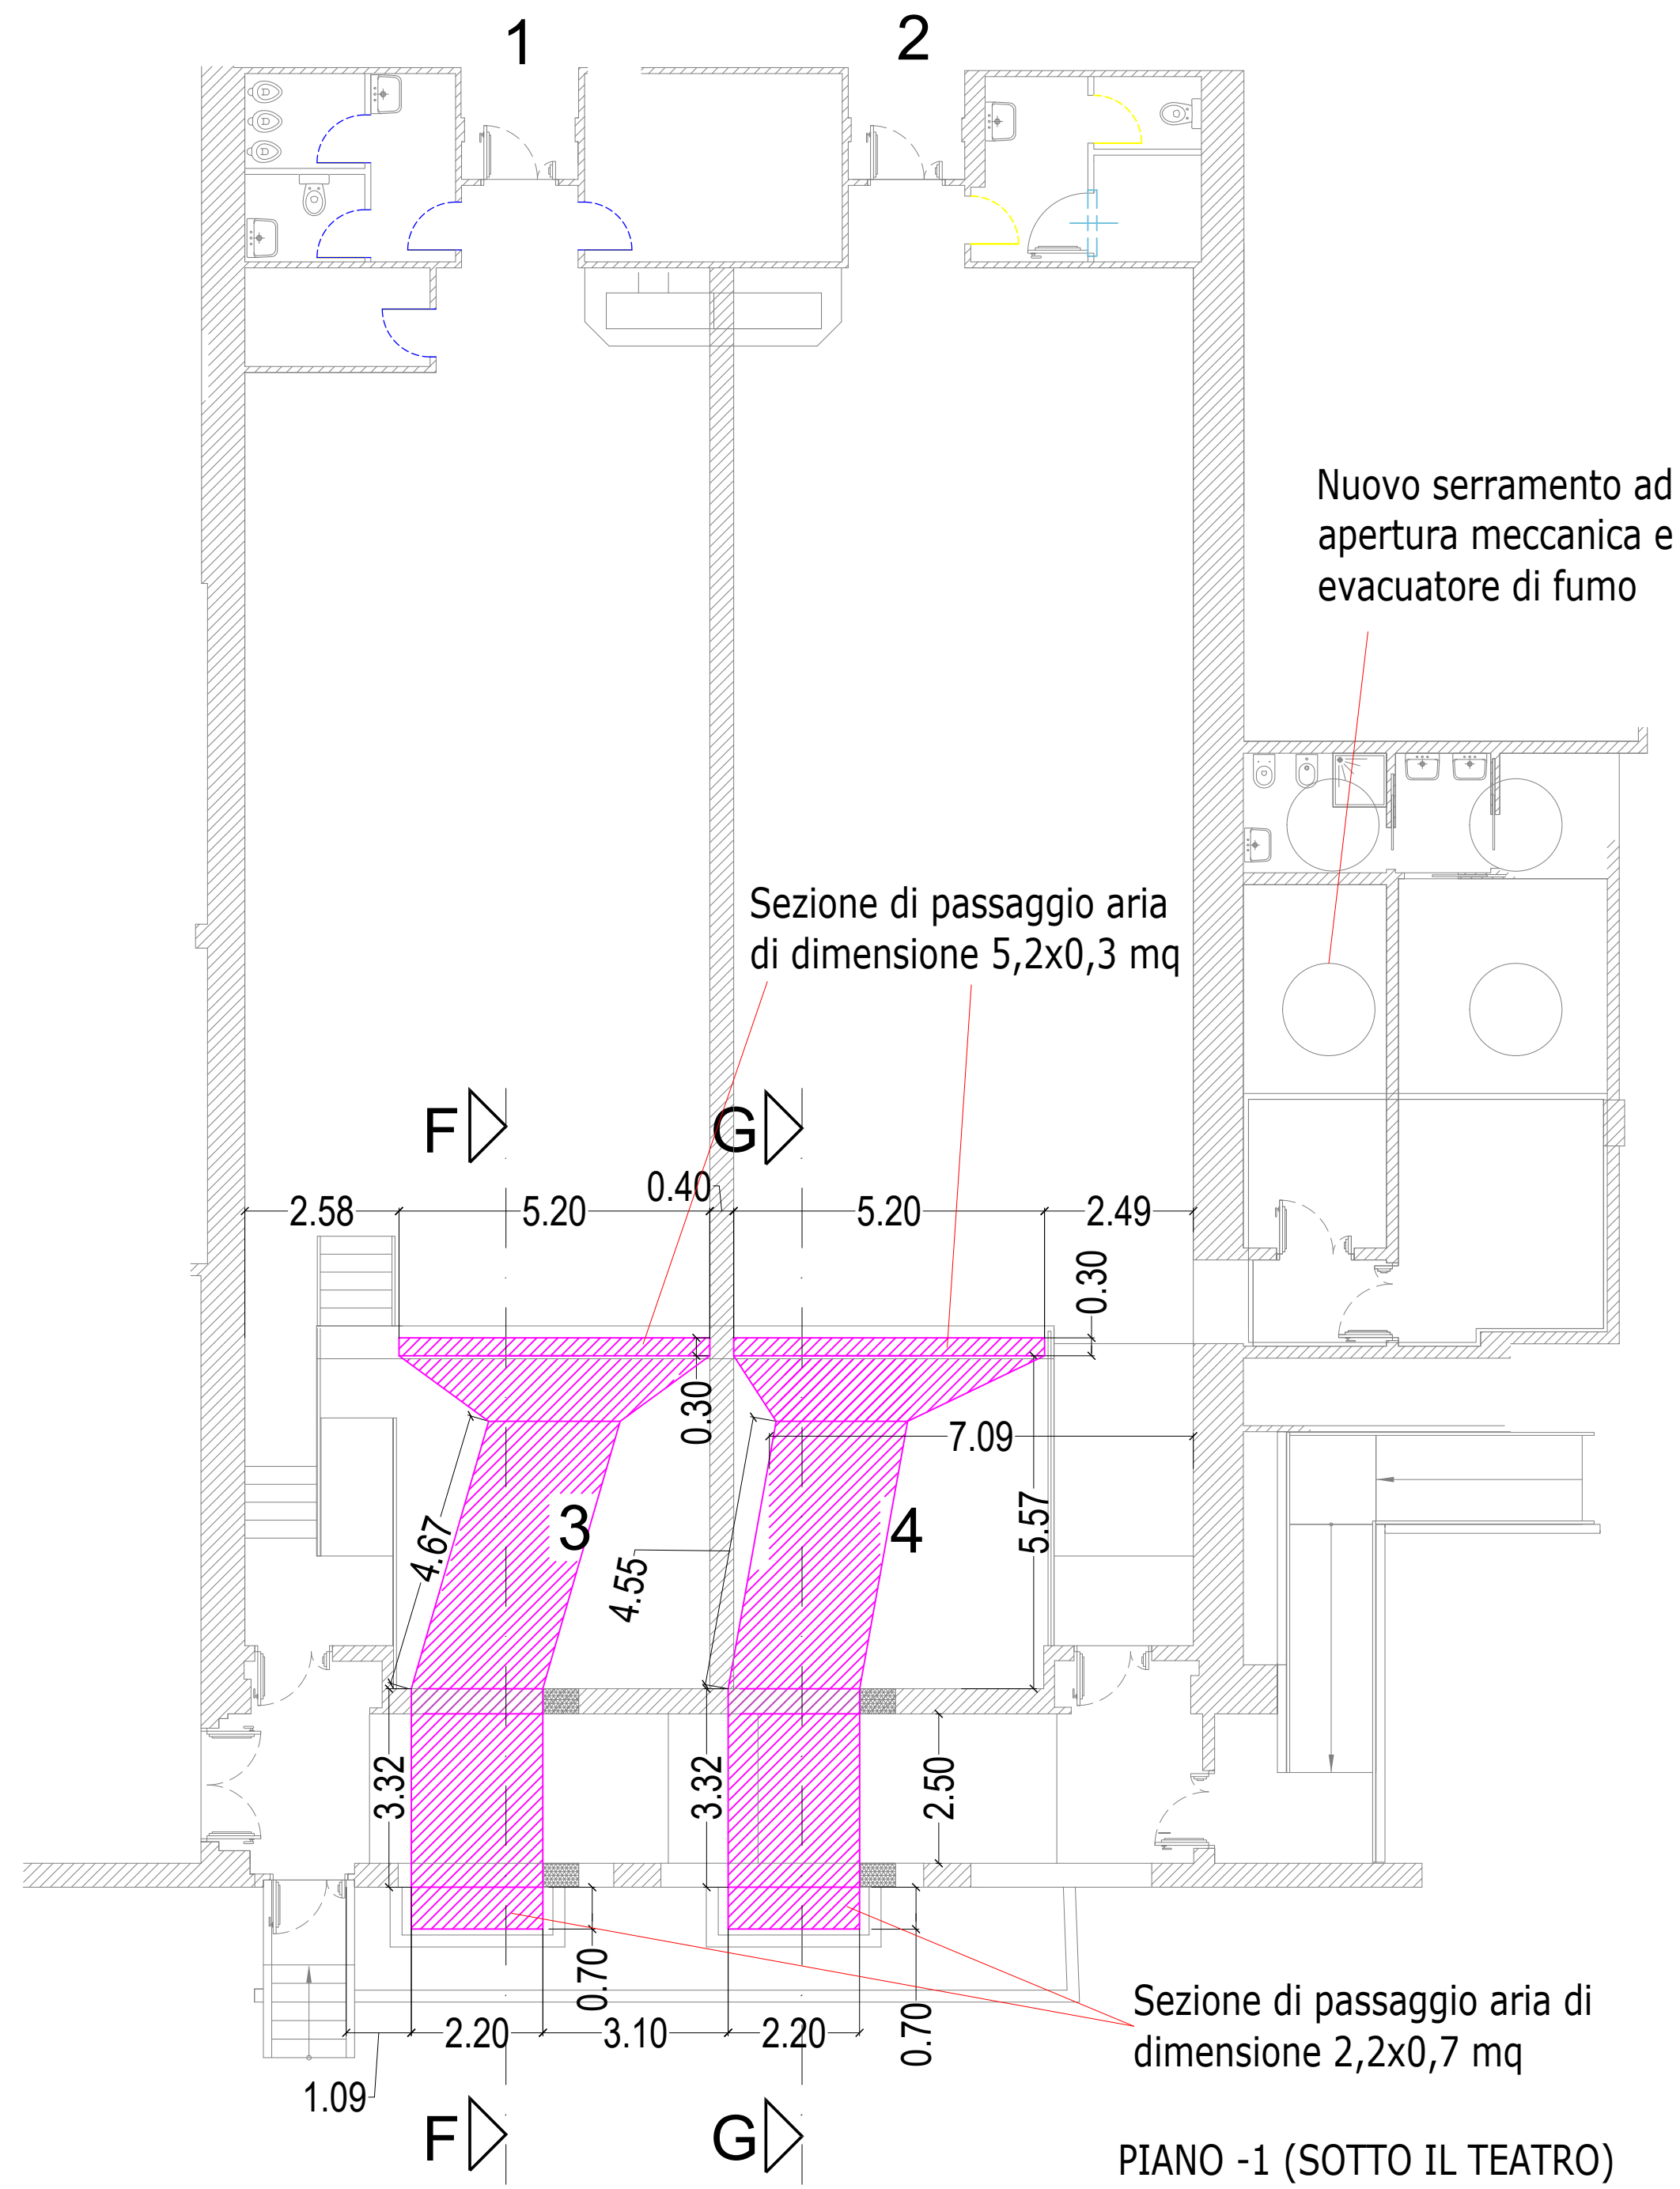 1
2
Nuovo serramento ad
apertura meccanica e
evacuatore di fumo
Sezione di passaggio aria
di dimensione 5,2x0,3 mq
F
G
2.58
5.20
0.40
5.20
2.49
0.30
0.30
7.09
3
4
4.67
4.55
5.57
3.32
3.32
2.50
0.70
0.70
2.20
3.10
2.20
1.09
Sezione di passaggio aria di
dimensione 2,2x0,7 mq
F
G
PIANO -1 (SOTTO IL TEATRO)